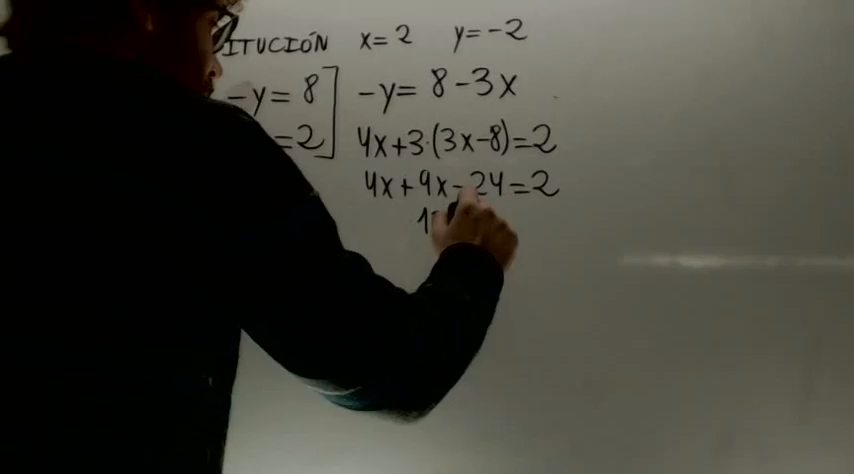 ITUCIÓN x=2 y=-2
-y=8] -y=8-3x
=2] 4x+3·(3x-8)=2
4x+9x-24=2
1